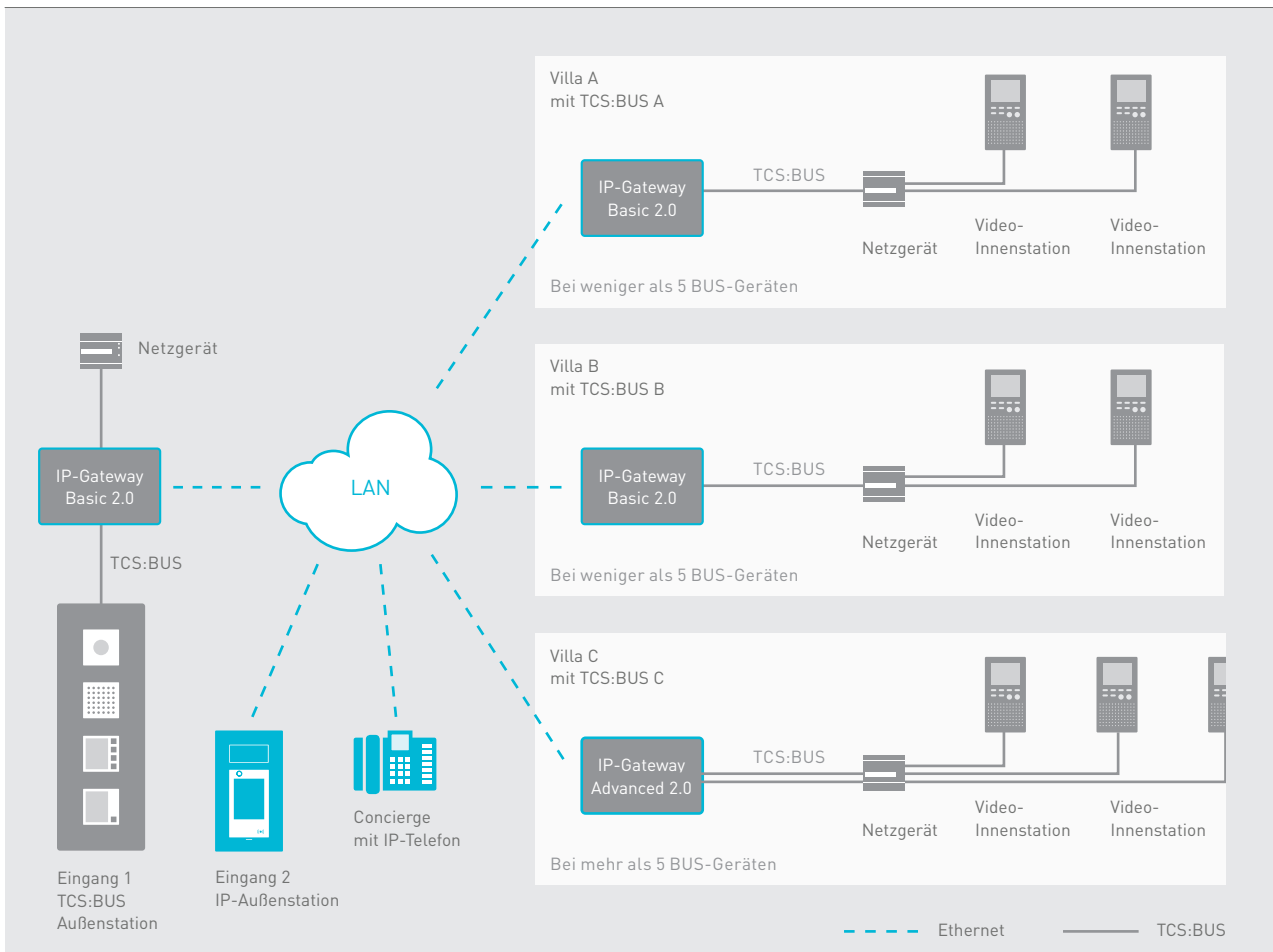 Villa A
mit TCS:BUS A
IP-Gateway
Basic 2.0
TCS:BUS
Netzgerät
Video-
Innenstation
Video-
Innenstation
Bei weniger als 5 BUS-Geräten
Netzgerät
IP-Gateway
Basic 2.0
TCS:BUS
LAN
Villa B
mit TCS:BUS B
IP-Gateway
Basic 2.0
TCS:BUS
Netzgerät
Video-
Innenstation
Video-
Innenstation
Bei weniger als 5 BUS-Geräten
Villa C
mit TCS:BUS C
IP-Gateway
Advanced 2.0
TCS:BUS
Netzgerät
Video-
Innenstation
Video-
Innenstation
Bei mehr als 5 BUS-Geräten
Eingang 1
TCS:BUS
Außenstation
Eingang 2
IP-Außenstation
Concierge
mit IP-Telefon
Ethernet
TCS:BUS